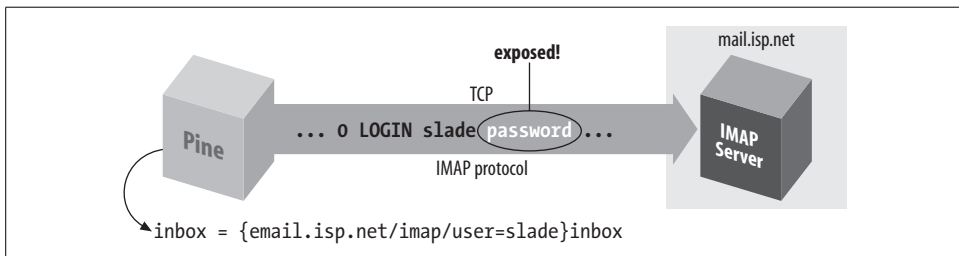 mail.isp.net
exposed!
TCP
Pine
... 0 LOGIN slade password ...
IMAP Server
IMAP protocol
inbox = {email.isp.net/imap/user=slade}inbox